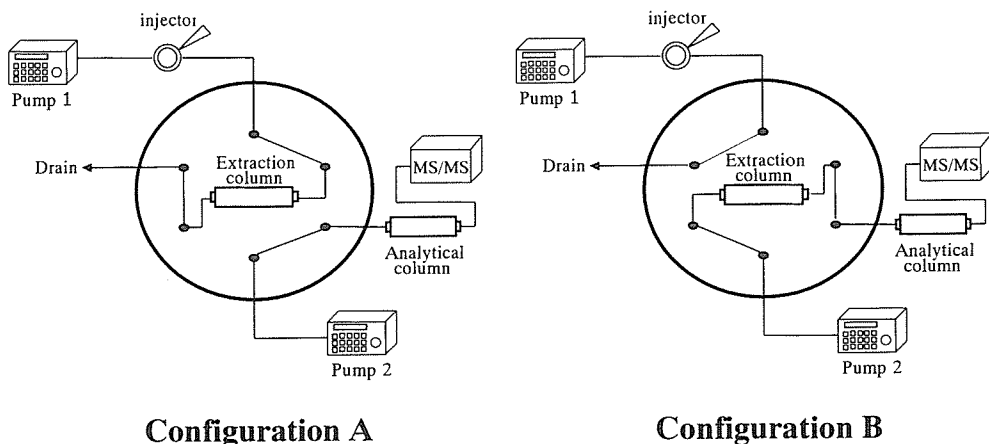 injector
Pump 1
Drain
Extraction
column
MS/MS
Analytical
column
Pump 2
Configuration A
injector
Pump 1
Drain
Extraction
column
MS/MS
Analytical
column
Pump 2
Configuration B